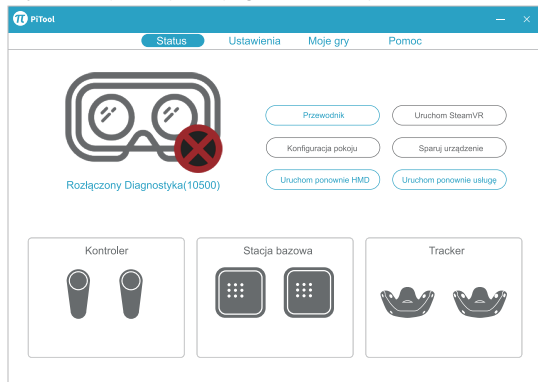 PiTool
Status Ustawienia Moje gry Pomoc
Przewodnik Uruchom SteamVR
Konfiguracja pokoju Sparuj urządzenie
Rozłączony Diagnostyka(10500)
Uruchom ponownie HMD Uruchom ponownie usługę
Kontroler Stacja bazowa Tracker